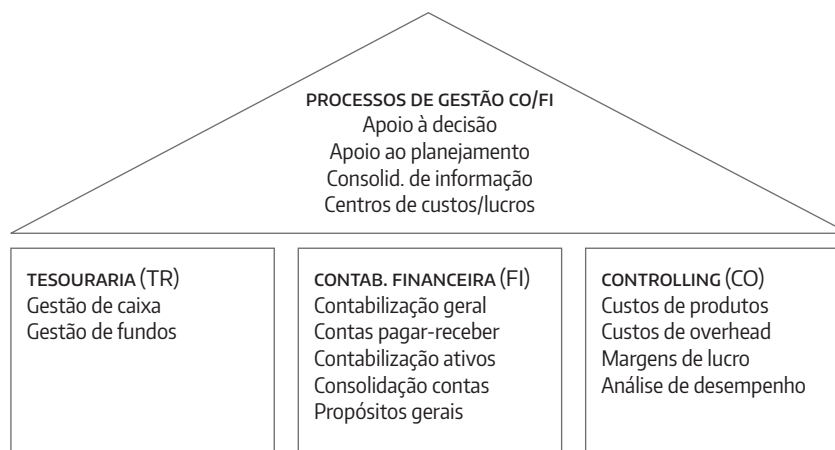 PROCESSOS DE GESTÃO CO/FI
Apoio à decisão
Apoio ao planejamento
Consolid. de informação
Centros de custos/lucros
TESOURARIA (TR)
Gestão de caixa
Gestão de fundos
CONTAB. FINANCEIRA (FI)
Contabilização geral
Contas pagar-receber
Contabilização ativos
Consolidação contas
Propósitos gerais
CONTROLLING (CO)
Custos de produtos
Custos de overhead
Margens de lucro
Análise de desempenho